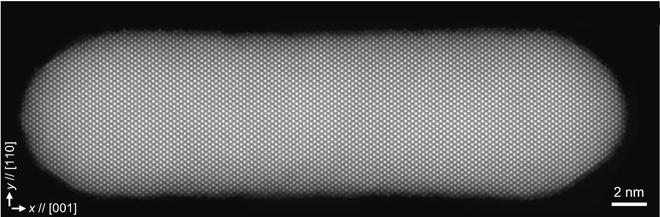 y // [110]
x // [001]
2 nm